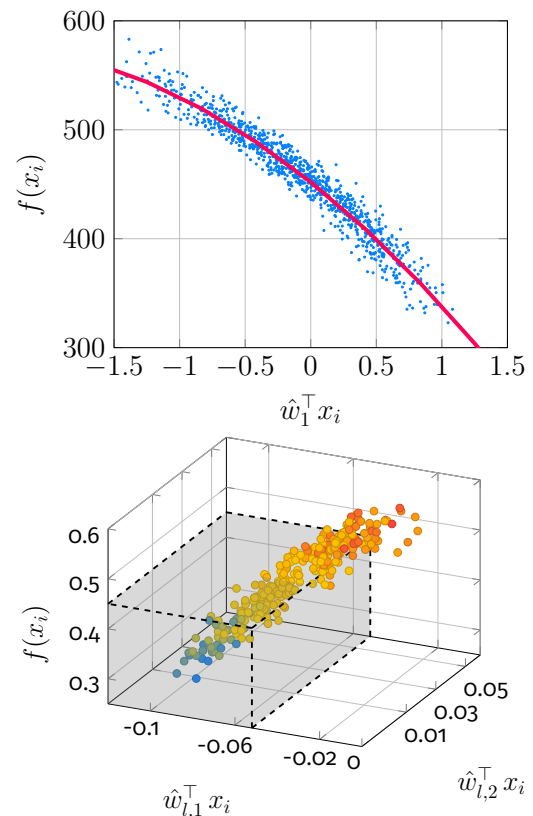 600
500
400
300
f(x_i)
−1.5 −1 −0.5 0 0.5 1 1.5
ŵ_1^⊤ x_i
0.6
0.5
0.4
0.3
f(x_i)
-0.1 -0.06 -0.02 0
0.01 0.03 0.05
ŵ_{l,1}^⊤ x_i
ŵ_{l,2}^⊤ x_i